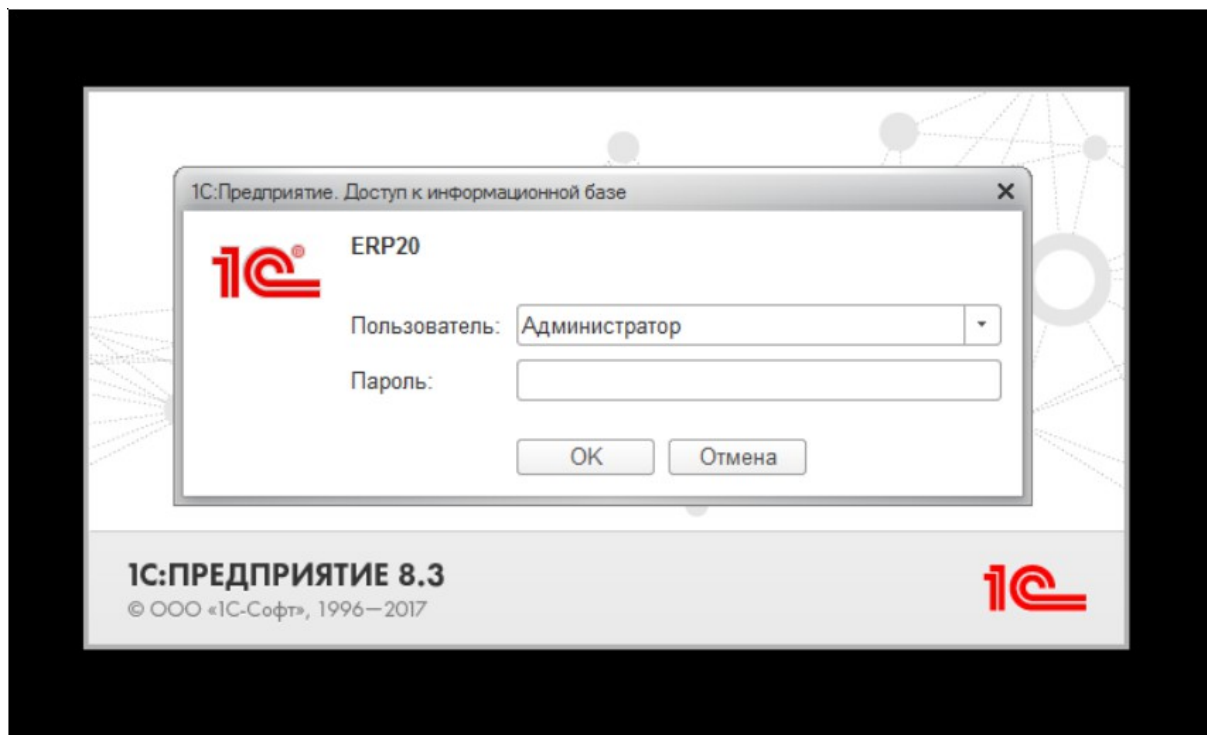 1С:Предприятие. Доступ к информационной базе
1С®
ERP20
Пользователь: Администратор
Пароль:
OK Отмена
1С:ПРЕДПРИЯТИЕ 8.3
© ООО «1С-Софт», 1996—2017
1С